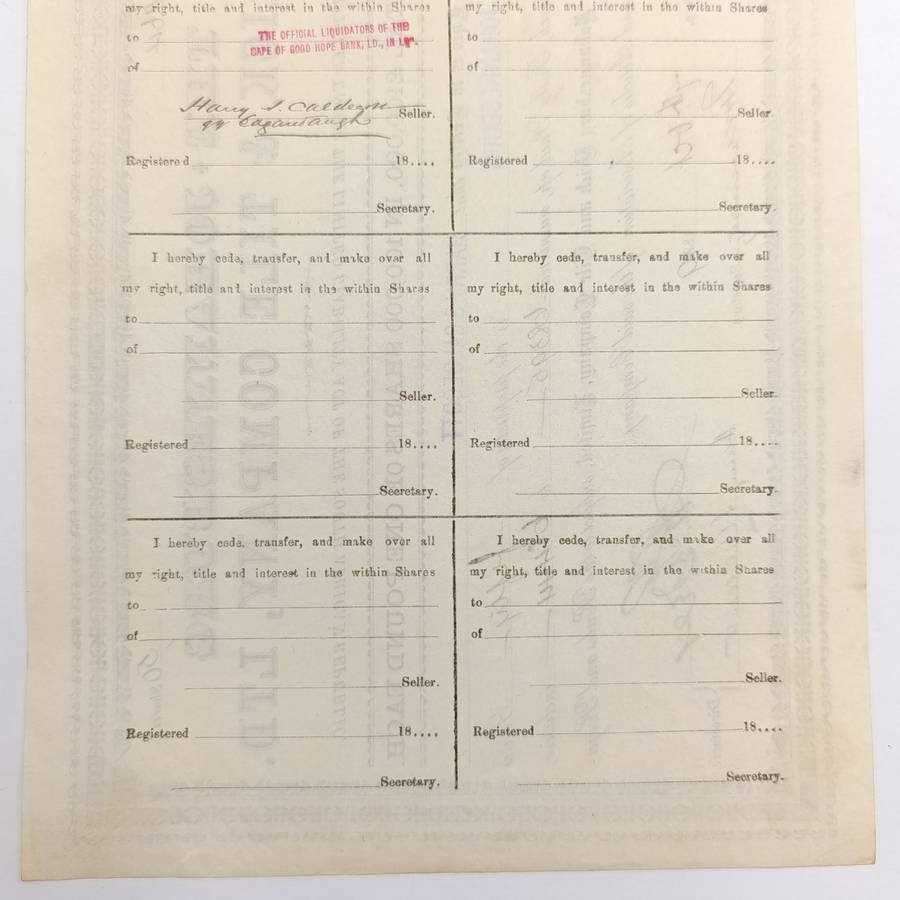 my right, title and interest in the within Shares
to THE OFFICIAL LIQUIDATORS OF THE
CAPE OF GOOD HOPE BANK, LD., IN
of
Harry S. Seller.
Registered 18....
Secretary.
my right, title and interest in the within Shares
to
of
Seller.
Registered 18....
Secretary.
I hereby cede, transfer, and make over all
my right, title and interest in the within Shares
to
of
Seller.
Registered 18....
Secretary.
I hereby cede, transfer, and make over all
my right, title and interest in the within Shares
to
of
Seller.
Registered 18....
Secretary.
I hereby cede, transfer, and make over all
my right, title and interest in the within Shares
to
of
Seller.
Registered 18....
Secretary.
I hereby cede, transfer, and make over all
my right, title and interest in the within Shares
to
of
Seller.
Registered 18....
Secretary.